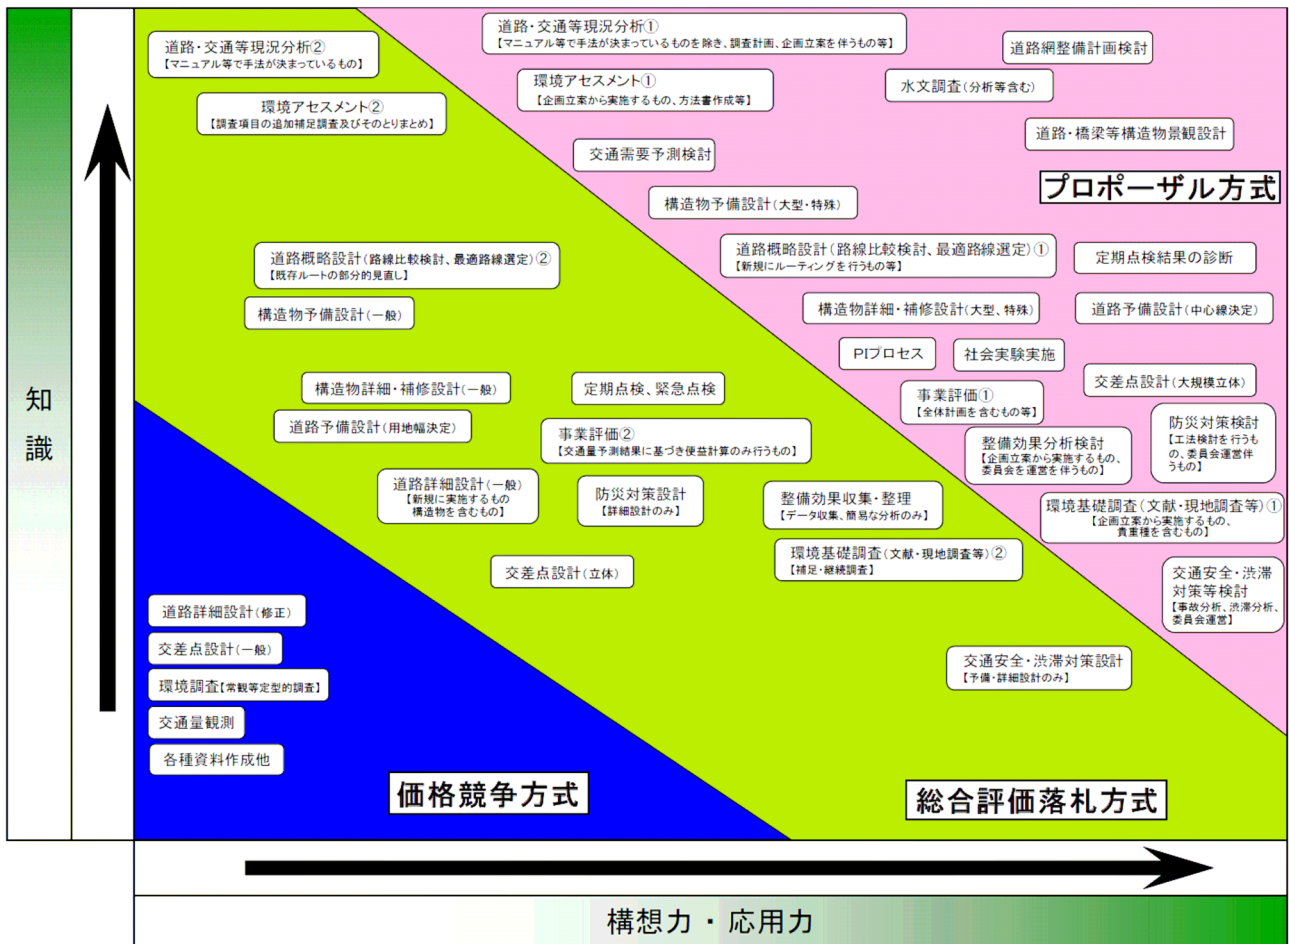 道路・交通等現況分析②
【マニュアル等で手法が決まっているもの】
環境アセスメント②
【調査項目の追加補足調査及びそのとりまとめ】
道路・交通等現況分析①
【マニュアル等で手法が決まっているものを除き、調査計画、企画立案を伴うもの等】
環境アセスメント①
【企画立案から実施するもの、方法書作成等】
道路網整備計画検討
水文調査(分析等含む)
道路・橋梁等構造物景観設計
交通需要予測検討
プロポーザル方式
構造物予備設計(大型・特殊)
道路概略設計(路線比較検討、最適路線選定)①
【新規にルーティングを行うもの等】
定期点検結果の診断
道路概略設計(路線比較検討、最適路線選定)②
【既存ルートの部分的見直し】
構造物予備設計(一般)
構造物詳細・補修設計(大型、特殊)
道路予備設計(中心線決定)
PIプロセス
社会実験実施
交差点設計(大規模立体)
構造物詳細・補修設計(一般)
定期点検、緊急点検
事業評価①
【全体計画を含むもの等】
知
識
道路予備設計(用地幅決定)
事業評価②
【交通量予測結果に基づき便益計算のみ行うもの】
整備効果分析検討
【企画立案から実施するもの、
委員会を運営を伴うもの】
防災対策検討
【工法検討を行うも
の、委員会運営伴
うもの】
道路詳細設計(一般)
【新規に実施するもの
構造物を含むもの】
防災対策設計
【詳細設計のみ】
整備効果収集・整理
【データ収集、簡易な分析のみ】
環境基礎調査(文献・現地調査等)①
【企画立案から実施するもの、
貴重種を含むもの】
環境基礎調査(文献・現地調査等)②
【補足・継続調査】
交差点設計(立体)
交通安全・渋滞
対策等検討
【事故分析、渋滞分析、
委員会運営】
道路詳細設計(修正)
交差点設計(一般)
環境調査【常観等定型的調査】
交通量観測
各種資料作成他
交通安全・渋滞対策設計
【予備・詳細設計のみ】
価格競争方式
総合評価落札方式
構想力・応用力